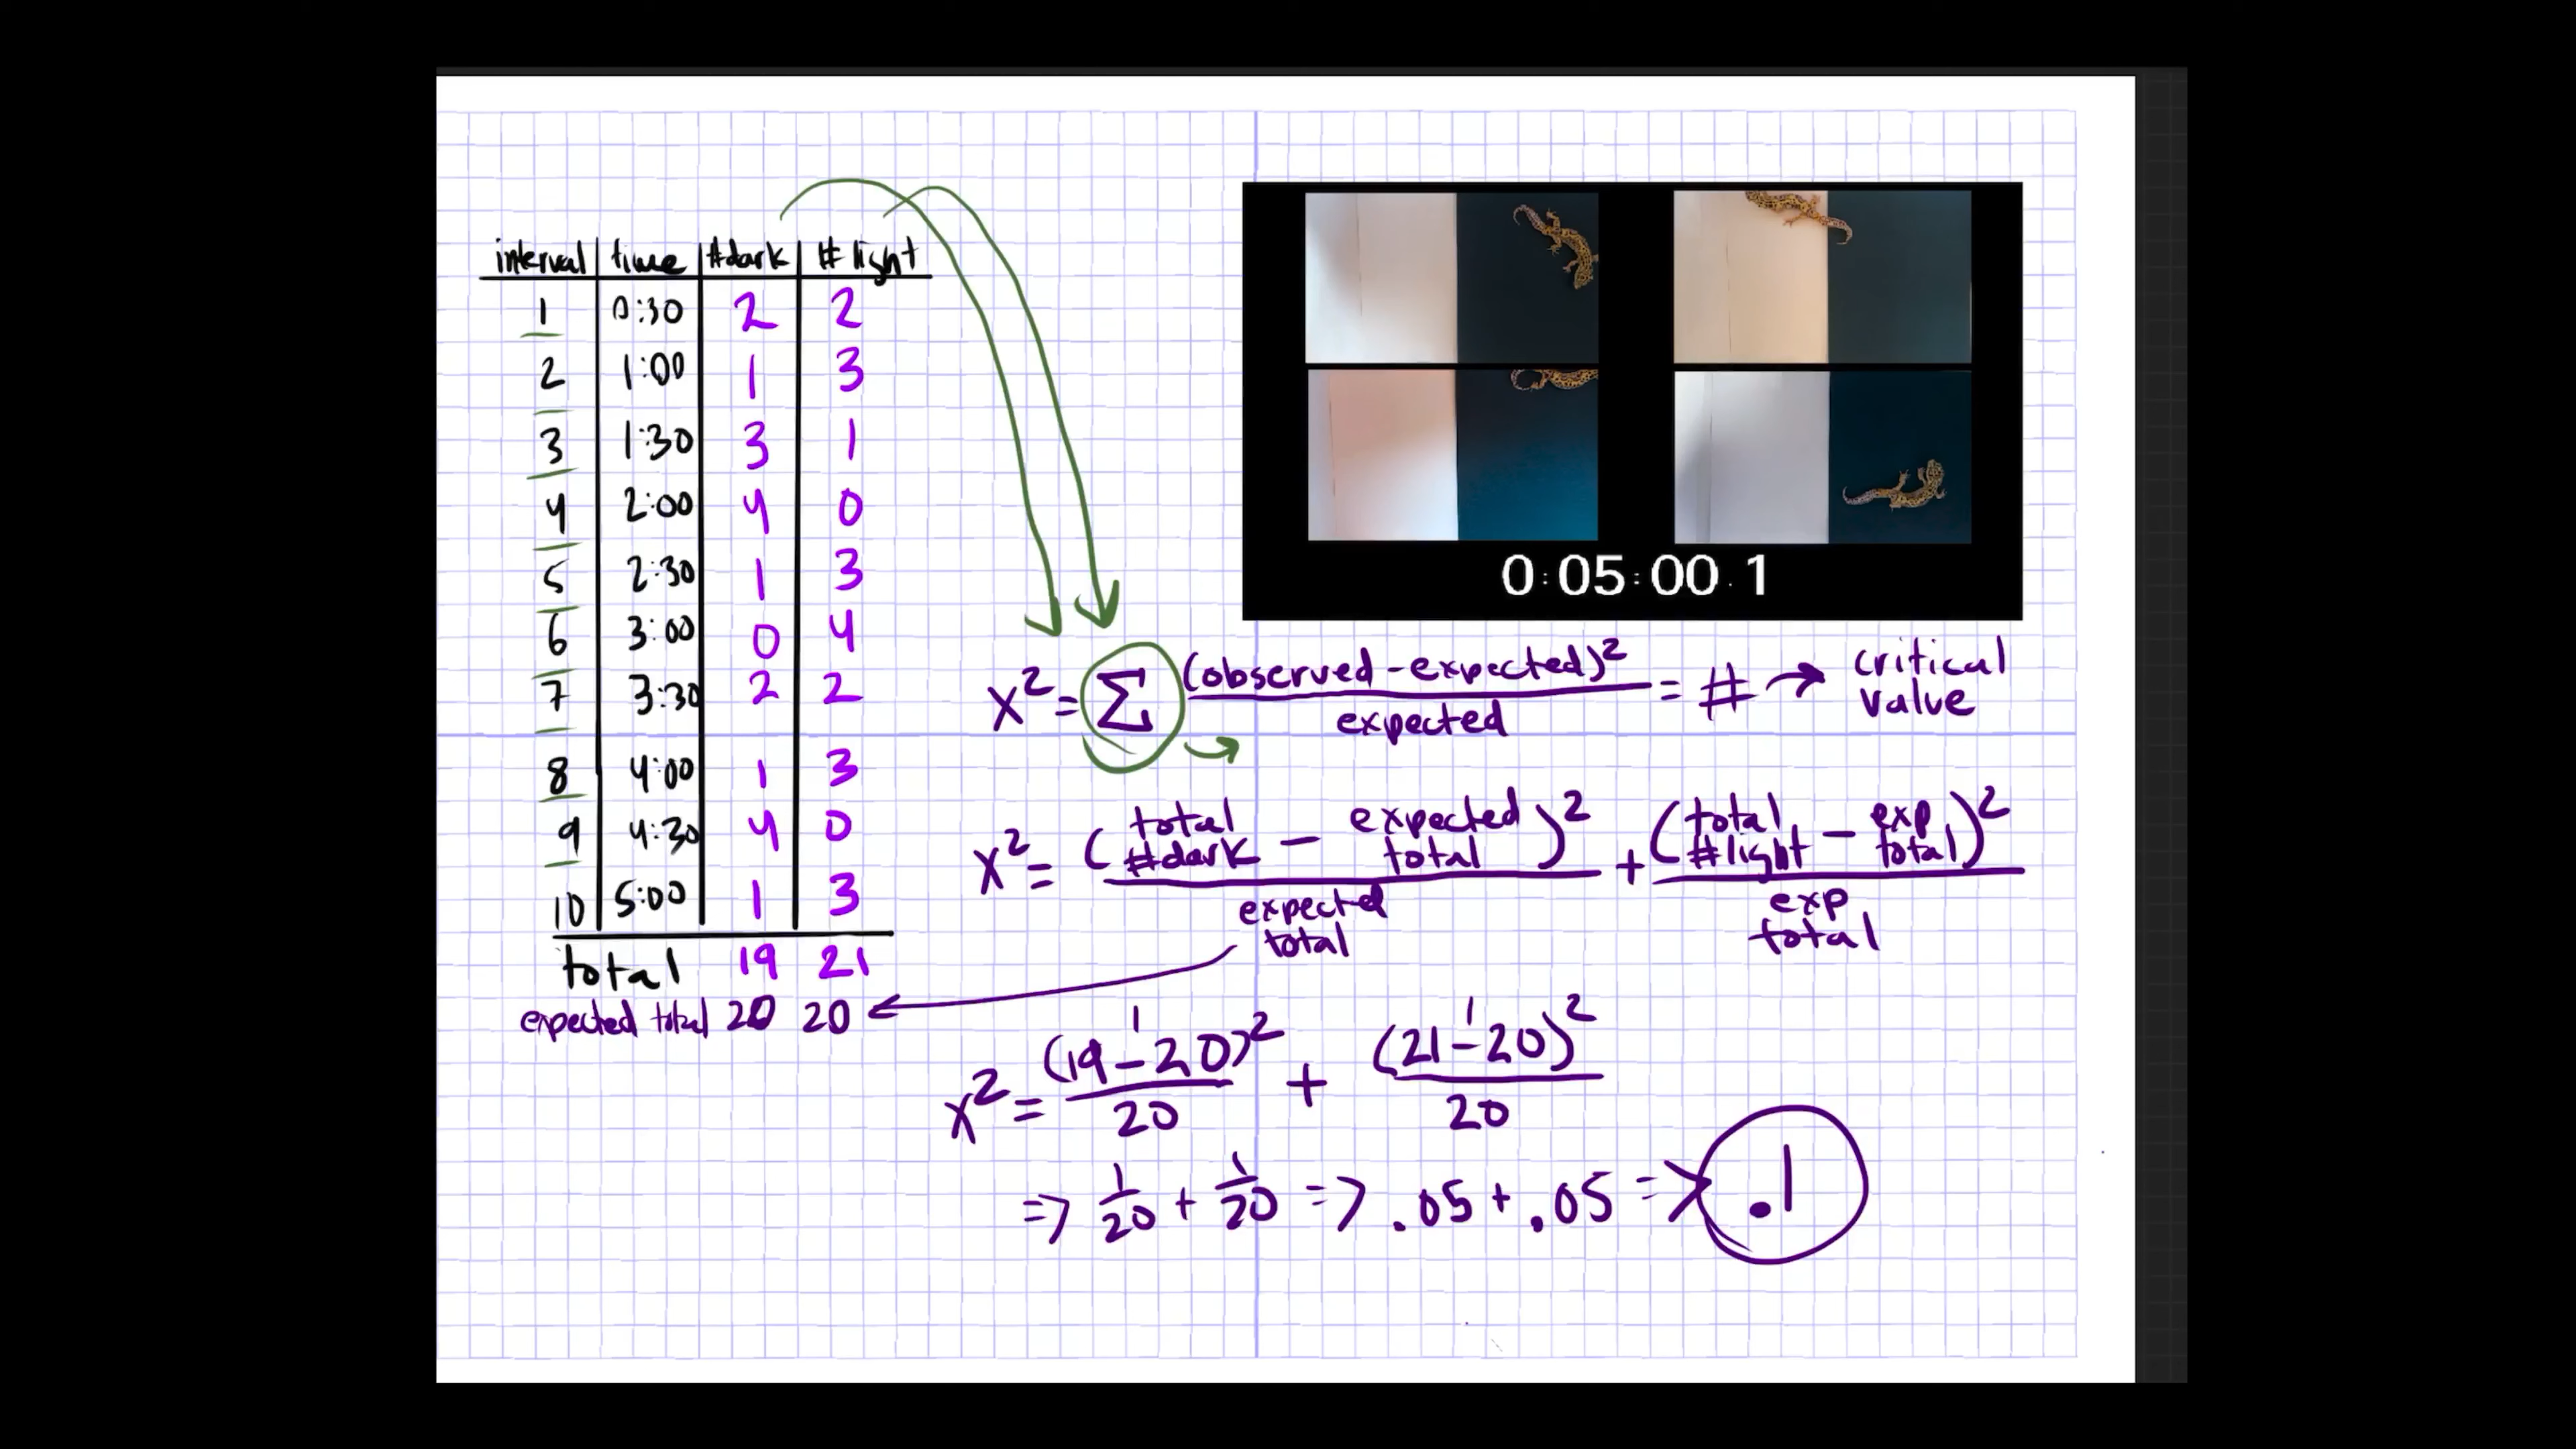 interval time #dark # light
1 0:30 2 2
2 1:00 1 3
3 1:30 3 1
4 2:00 4 0
5 2:30 1 3
6 3:00 0 4
7 3:30 2 2
8 4:00 1 3
9 4:30 4 0
10 5:00 1 3
total 19 21
expected total 20 20
0:05:00.1
X² = Σ (observed - expected)² / expected = # → critical value
X² = (total #dark - expected total)² / expected total + (total #light - exp total)² / exp total
X² = (19 - 20)² / 20 + (21 - 20)² / 20
1 1
=> 1/20 + 1/20 => .05 + .05 => .1